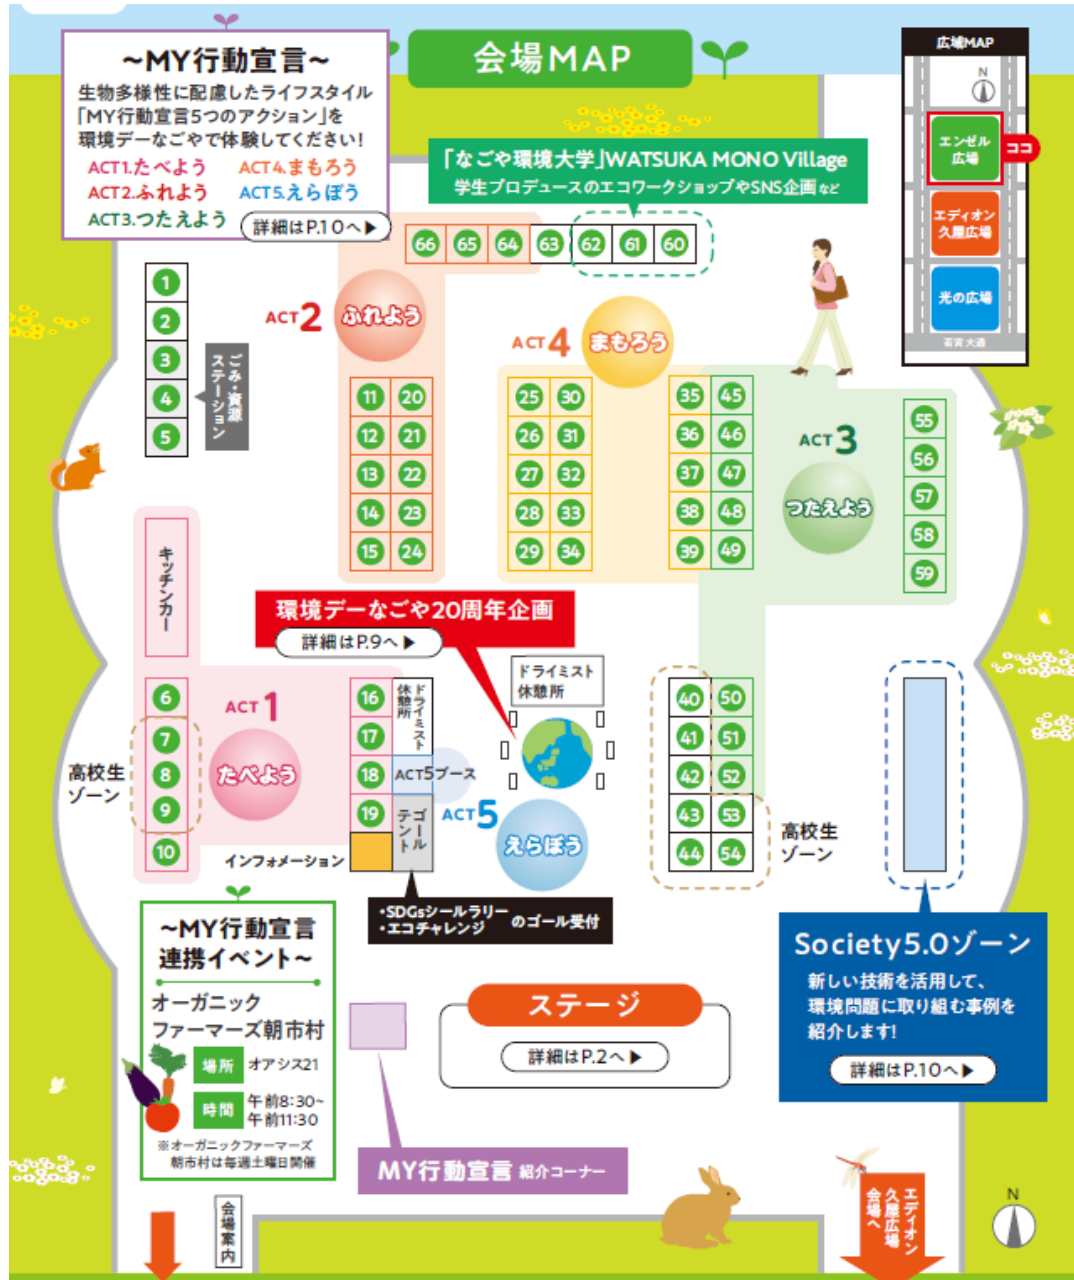 会場MAP
～MY行動宣言～
生物多様性に配慮したライフスタイル
「MY行動宣言5つのアクション」を
環境デーなごやで体験してください!
ACT1.たべよう
ACT4.まもろう
ACT2.ふれよう
ACT5.えらぼう
ACT3.つたえよう
詳細はP.10へ▶
「なごや環境大学」WATSUKA MONO Village
学生プロデュースのエコワークショップやSNS企画など
広域MAP
N
エンゼル
広場
ココ
エディオン
久屋広場
光の広場
若宮大通
66 65 64 63 62 61 60
1
2
3
4
5
ごみ・資源
ステーション
ACT2 ふれよう
ACT4 まもろう
ACT3
つたえよう
11 20
12 21
13 22
14 23
15 24
25 30
26 31
27 32
28 33
29 34
35 45
36 46
37 47
38 48
39 49
55
56
57
58
59
キッチンカー
環境デーなごや20周年企画
詳細はP.9へ▶
ドライミスト
休憩所
6
7
8
9
10
高校生
ゾーン
ACT1
たべよう
16
17
18
19
ドライミスト
休憩所
ACT5ブース
ゴール
テント
インフォメーション
ACT5
えらぼう
・SDGsシールラリー
・エコチャレンジ
のゴール受付
40 50
41 51
42 52
43 53
44 54
高校生
ゾーン
Society5.0ゾーン
新しい技術を活用して、
環境問題に取り組む事例を
紹介します!
詳細はP.10へ▶
～MY行動宣言
連携イベント～
オーガニック
ファーマーズ朝市村
場所 オアシス21
時間 午前8:30～
午前11:30
※オーガニックファーマーズ
朝市村は毎週土曜日開催
ステージ
詳細はP.2へ▶
MY行動宣言 紹介コーナー
会場案内
エディオン
久屋広場
会場へ
N